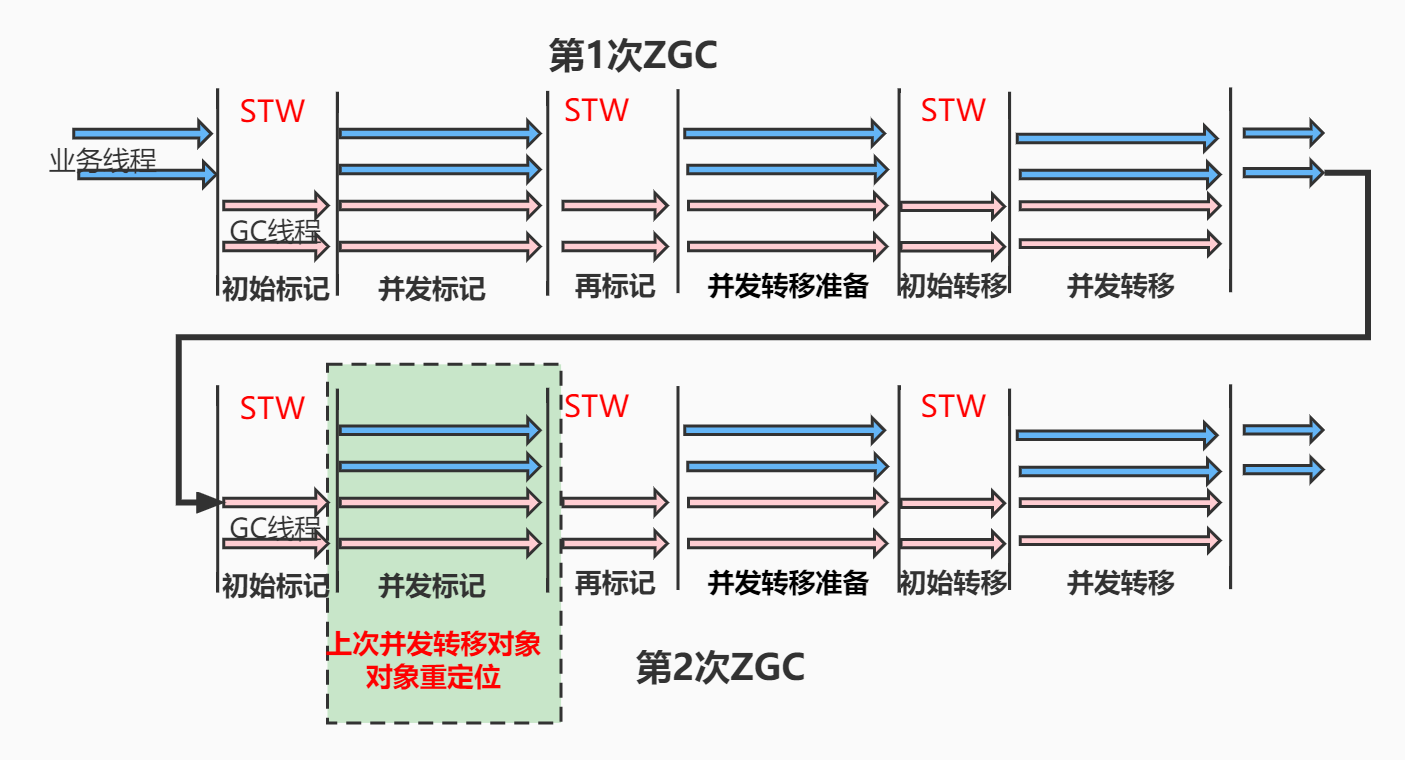 第1次ZGC
STW
STW
STW
业务线程
GC线程
初始标记
并发标记
再标记
并发转移准备
初始转移
并发转移
STW
STW
STW
GC线程
初始标记
并发标记
再标记
并发转移准备
初始转移
并发转移
上次并发转移对象
对象重定位
第2次ZGC